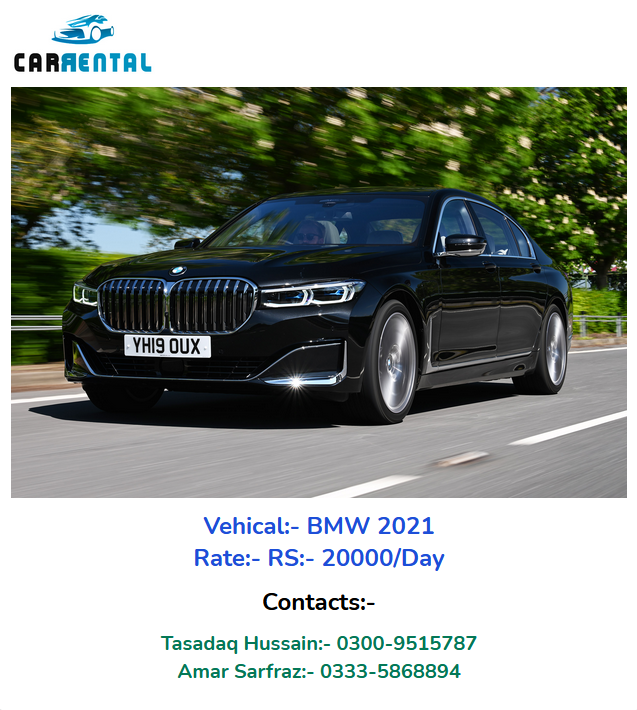 CARRENTAL
YH19 OUX
Vehical:- BMW 2021
Rate:- RS:- 20000/Day
Contacts:-
Tasadaq Hussain:- 0300-9515787
Amar Sarfraz:- 0333-5868894